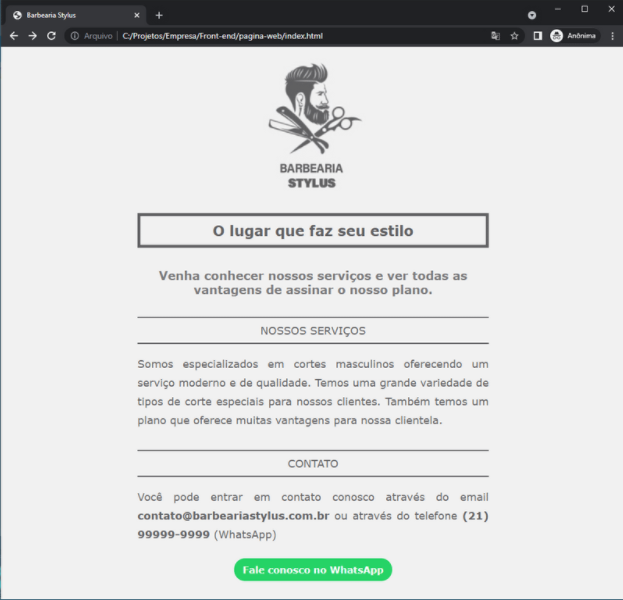 Barbearia Stylus
Arquivo
C:/Projetos/Empresa/Front-end/pagina-web/index.html
Anônima
BARBEARIA
STYLUS
O lugar que faz seu estilo
Venha conhecer nossos serviços e ver todas as
vantagens de assinar o nosso plano.
NOSSOS SERVIÇOS
Somos especializados em cortes masculinos oferecendo um
serviço moderno e de qualidade. Temos uma grande variedade de
tipos de corte especiais para nossos clientes. Também temos um
plano que oferece muitas vantagens para nossa clientela.
CONTATO
Você pode entrar em contato conosco através do email
contato@barbeariastylus.com.br ou através do telefone (21)
99999-9999 (WhatsApp)
Fale conosco no WhatsApp